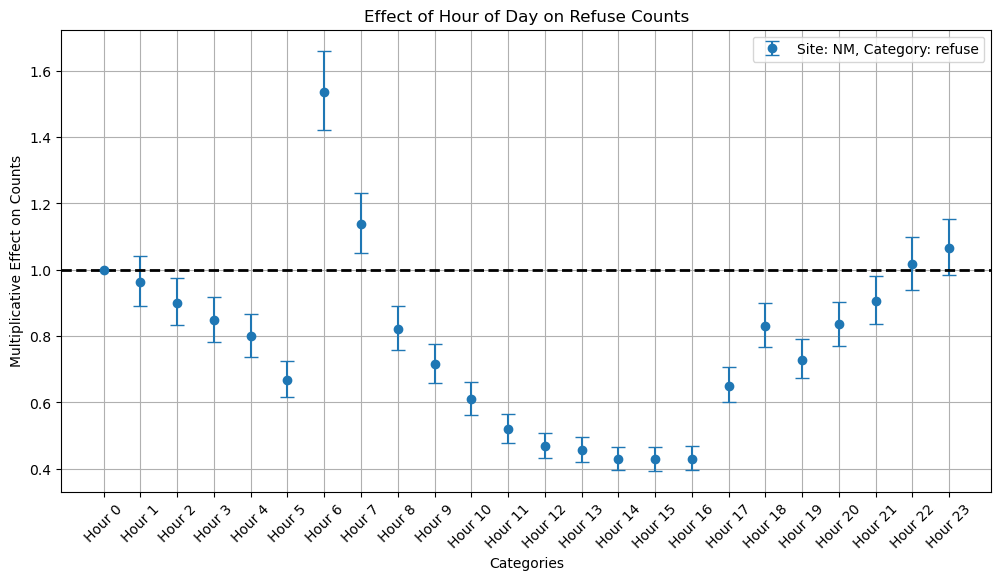 Effect of Hour of Day on Refuse Counts
Site: NM, Category: refuse
Multiplicative Effect on Counts
1.6
1.4
1.2
1.0
0.8
0.6
0.4
Hour 0
Hour 1
Hour 2
Hour 3
Hour 4
Hour 5
Hour 6
Hour 7
Hour 8
Hour 9
Hour 10
Hour 11
Hour 12
Hour 13
Hour 14
Hour 15
Hour 16
Hour 17
Hour 18
Hour 19
Hour 20
Hour 21
Hour 22
Hour 23
Categories